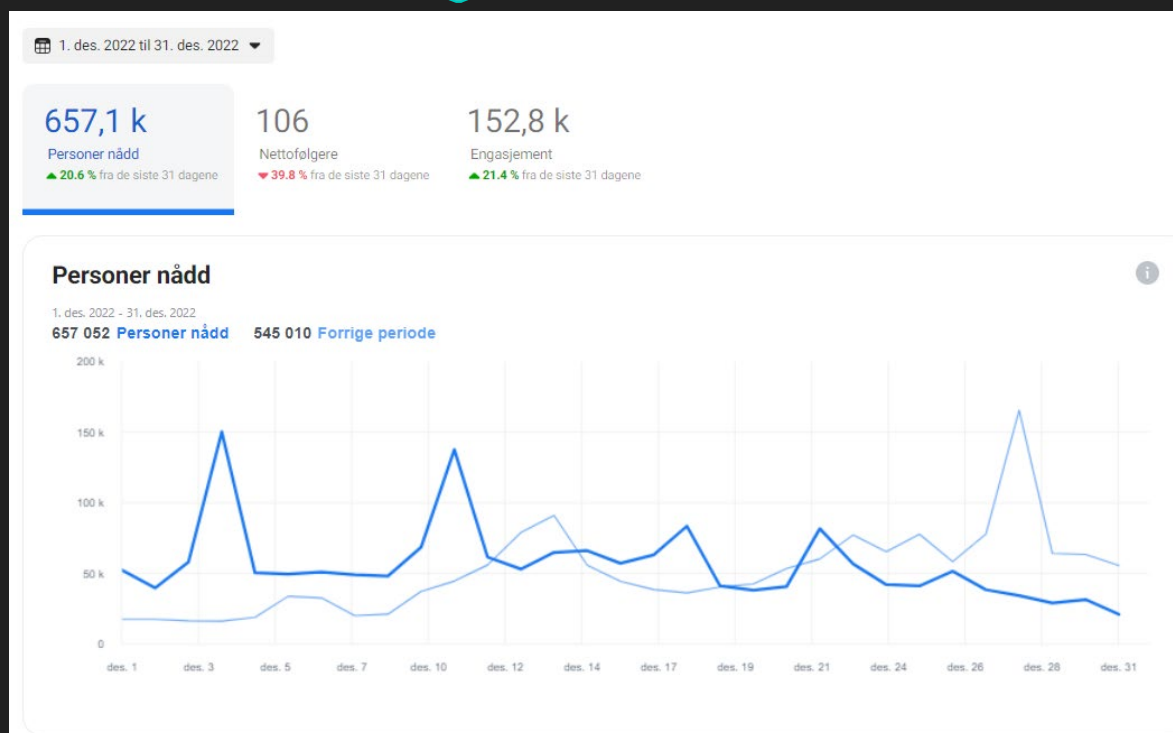 1. des. 2022 til 31. des. 2022
657,1 k
Personer nådd
20.6 % fra de siste 31 dagene
106
Nettofølgere
39.8 % fra de siste 31 dagene
152,8 k
Engasjement
21.4 % fra de siste 31 dagene
Personer nådd
1. des. 2022 - 31. des. 2022
657 052 Personer nådd 545 010 Forrige periode
200 k
150 k
100 k
50 k
0
des. 1 des. 3 des. 5 des. 7 des. 10 des. 12 des. 14 des. 17 des. 19 des. 21 des. 24 des. 26 des. 28 des. 31